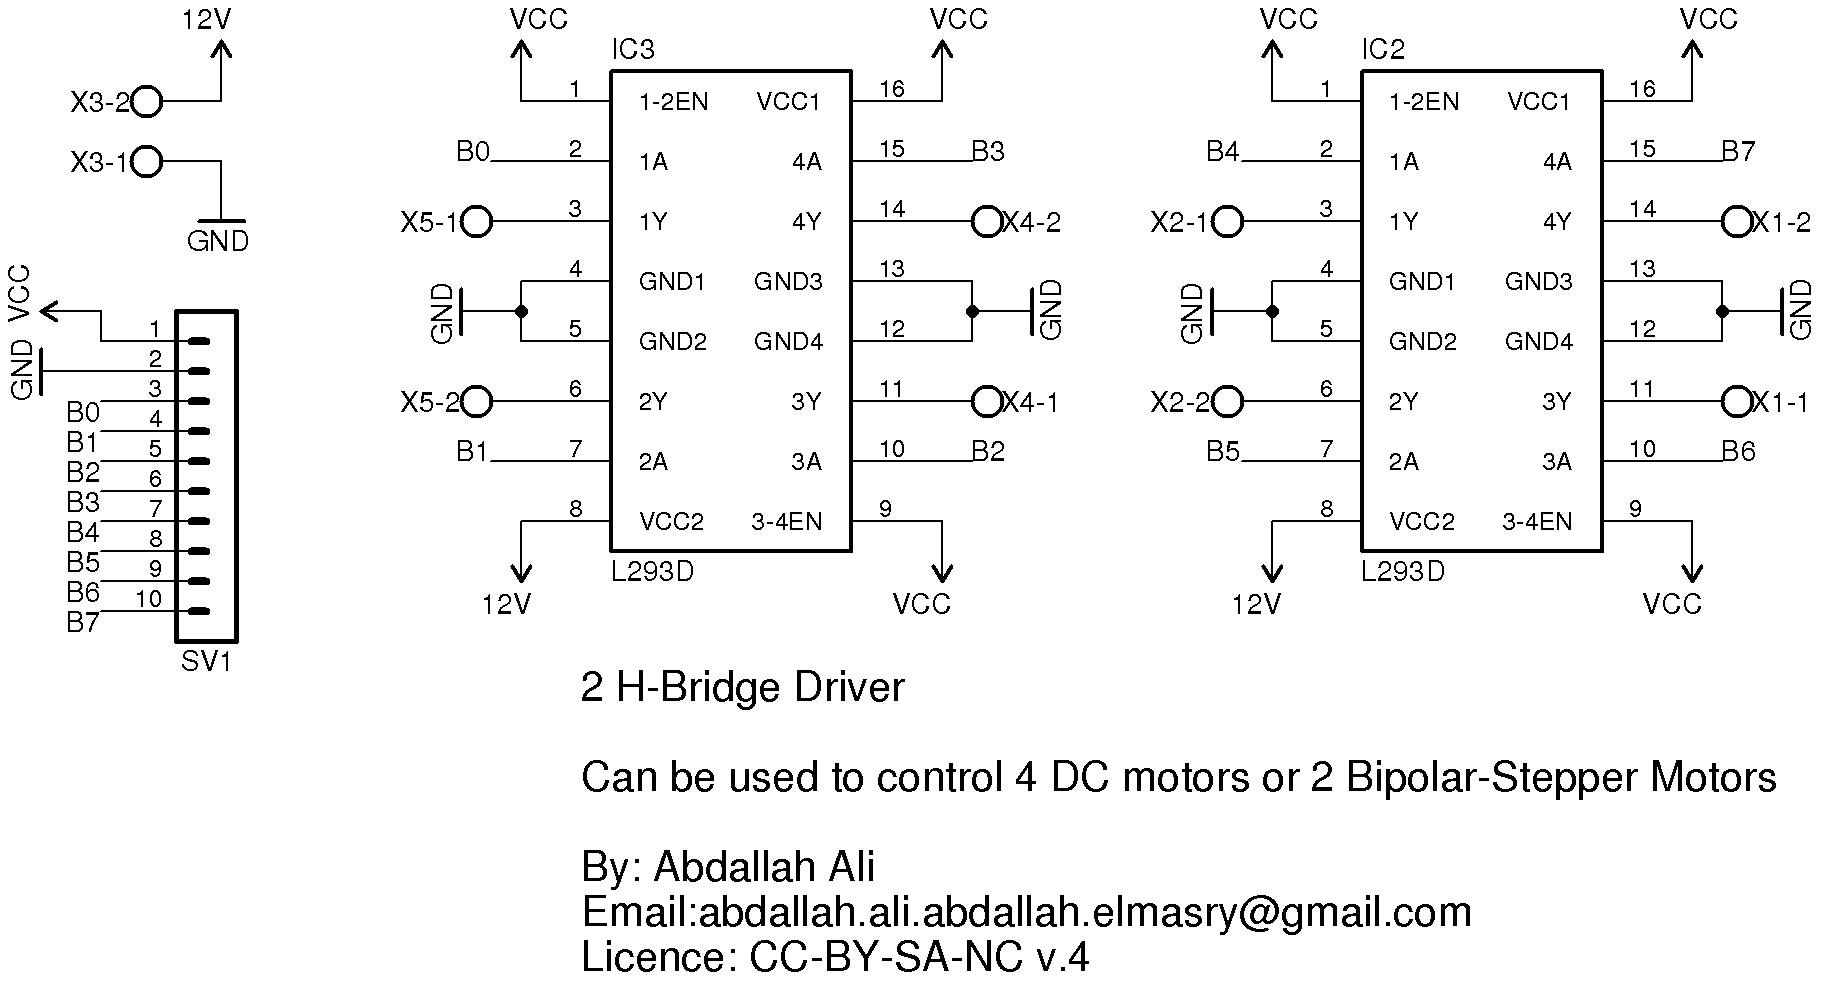 12V
X3-2
X3-1
GND
VCC
GND
1
2
3
B0
4
B1
5
B2
6
B3
7
B4
8
B5
9
B6
10
B7
SV1
VCC
IC3
VCC
1 1-2EN VCC1 16
B0 2 1A 4A 15 B3
X5-1 3 1Y 4Y 14 X4-2
4 GND1 GND3 13
GND GND
5 GND2 GND4 12
X5-2 6 2Y 3Y 11 X4-1
B1 7 2A 3A 10 B2
8 VCC2 3-4EN 9
L293D
12V VCC
VCC
IC2
VCC
1 1-2EN VCC1 16
B4 2 1A 4A 15 B7
X2-1 3 1Y 4Y 14 X1-2
4 GND1 GND3 13
GND GND
5 GND2 GND4 12
X2-2 6 2Y 3Y 11 X1-1
B5 7 2A 3A 10 B6
8 VCC2 3-4EN 9
L293D
12V VCC
2 H-Bridge Driver
Can be used to control 4 DC motors or 2 Bipolar-Stepper Motors
By: Abdallah Ali
Email:abdallah.ali.abdallah.elmasry@gmail.com
Licence: CC-BY-SA-NC v.4